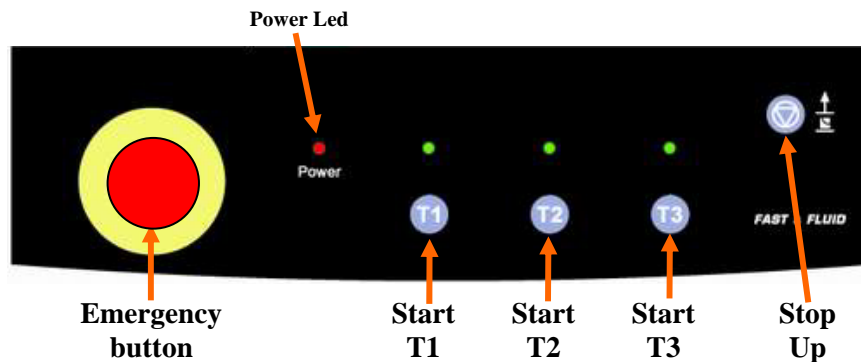 Power Led
Power
T1 T2 T3
FAST & FLUID
Emergency button
Start T1
Start T2
Start T3
Stop Up